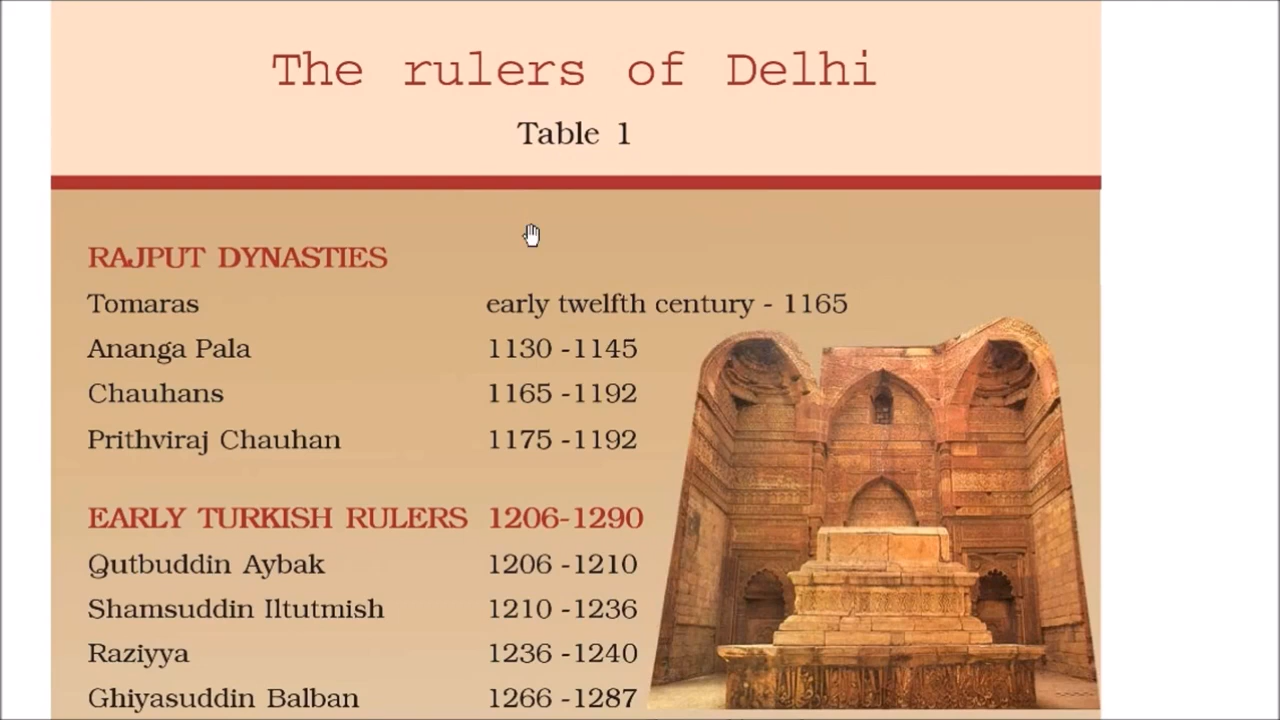 The rulers of Delhi
Table 1
RAJPUT DYNASTIES
Tomaras early twelfth century - 1165
Ananga Pala 1130 -1145
Chauhans 1165 -1192
Prithviraj Chauhan 1175 -1192
EARLY TURKISH RULERS 1206-1290
Qutbuddin Aybak 1206 -1210
Shamsuddin Iltutmish 1210 -1236
Raziyya 1236 -1240
Ghiyasuddin Balban 1266 -1287